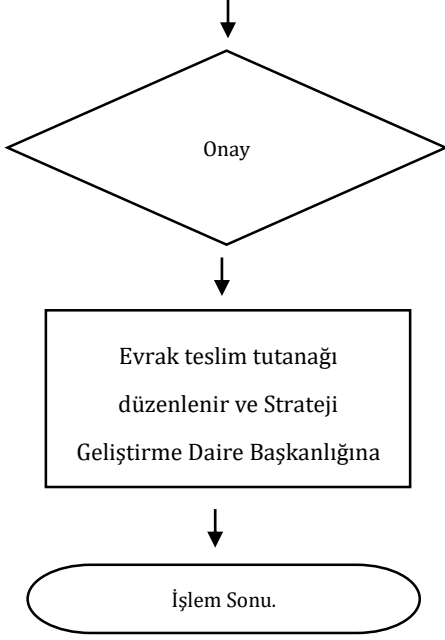 Onay
Evrak teslim tutanağı
düzenlenir ve Strateji
Geliştirme Daire Başkanlığına
İşlem Sonu.